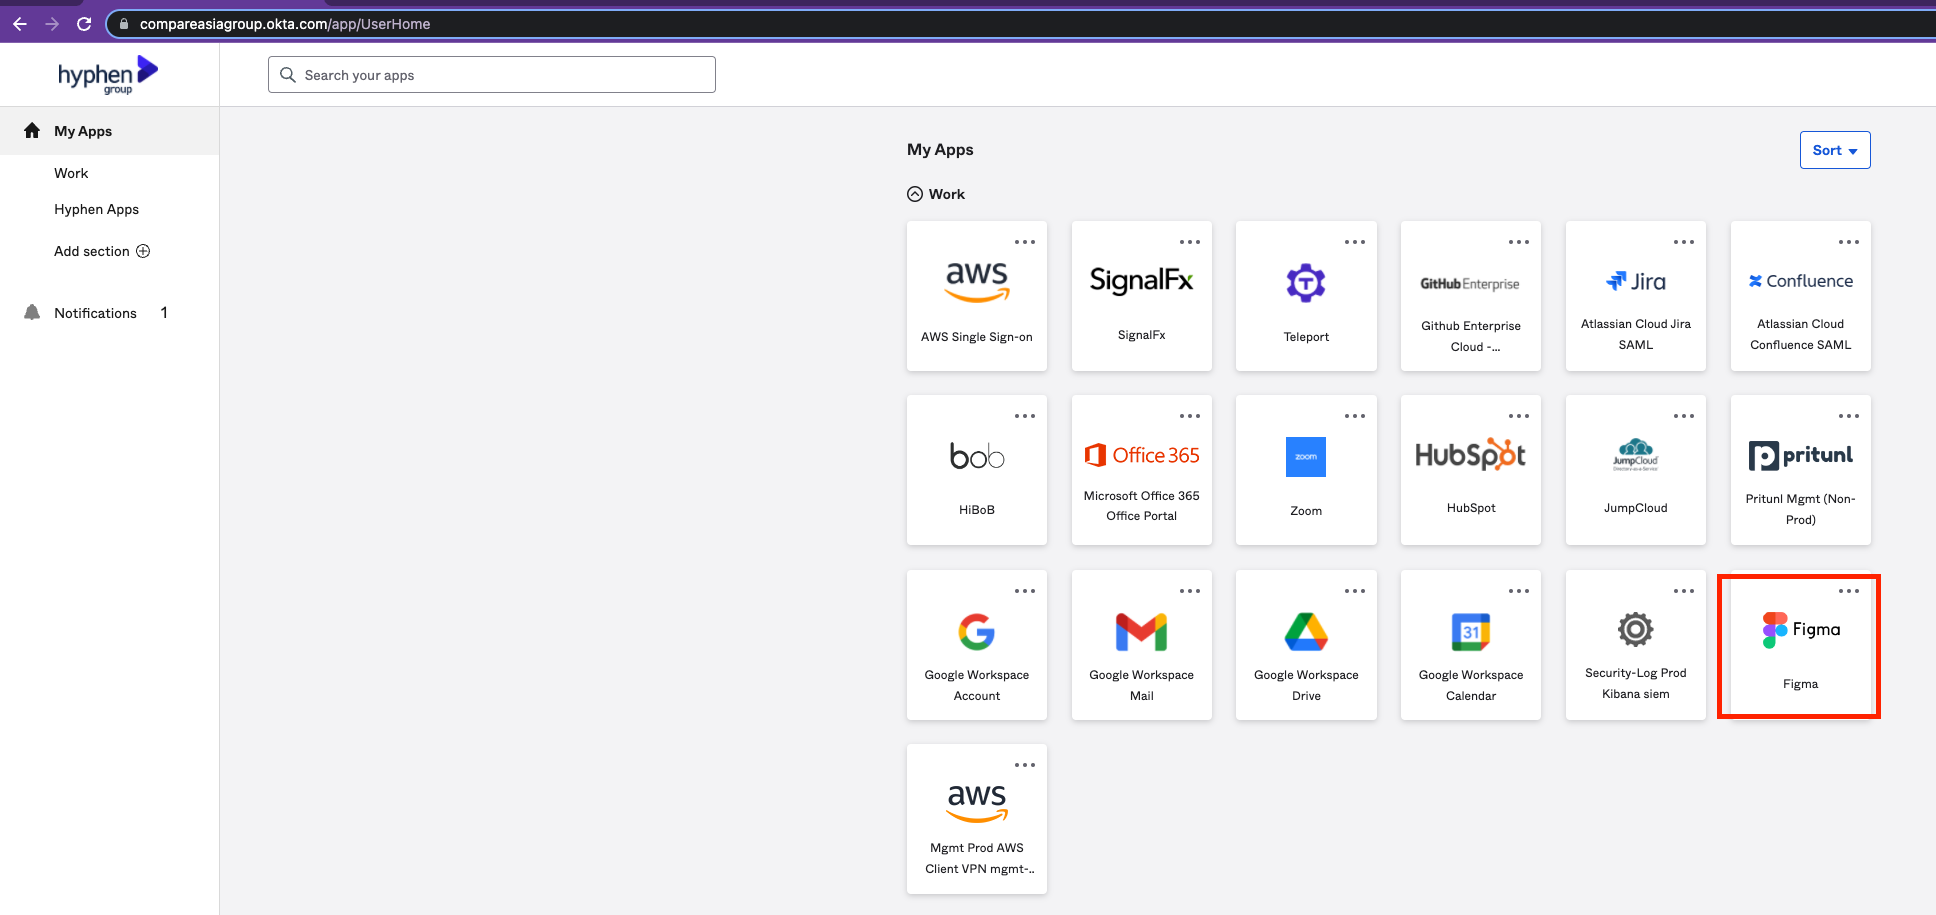 compareasiagroup.okta.com/app/UserHome
hyphen
group
Search your apps
My Apps
Work
Hyphen Apps
Add section
Notifications 1
My Apps
Sort
Work
aws
AWS Single Sign-on
SignalFx
SignalFx
T
Teleport
GitHub Enterprise
Github Enterprise
Cloud -...
Jira
Atlassian Cloud Jira
SAML
Confluence
Atlassian Cloud
Confluence SAML
bob
HiBoB
Office 365
Microsoft Office 365
Office Portal
zoom
Zoom
HubSpot
HubSpot
JumpCloud
Directory-as-a-Service
JumpCloud
pritunl
Pritunl Mgmt (Non-
Prod)
Google Workspace
Account
Google Workspace
Mail
Google Workspace
Drive
31
Google Workspace
Calendar
Security-Log Prod
Kibana siem
Figma
Figma
aws
Mgmt Prod AWS
Client VPN mgmt-..